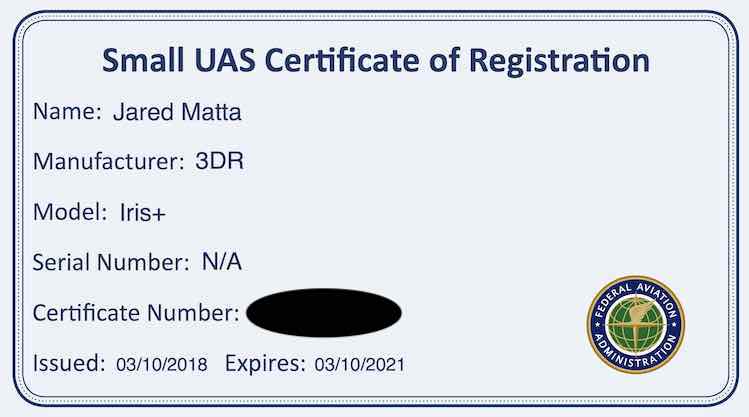 Small UAS Certificate of Registration
Name: Jared Matta
Manufacturer: 3DR
Model: Iris+
Serial Number: N/A
Certificate Number:
Issued: 03/10/2018 Expires: 03/10/2021
FEDERAL AVIATION ADMINISTRATION